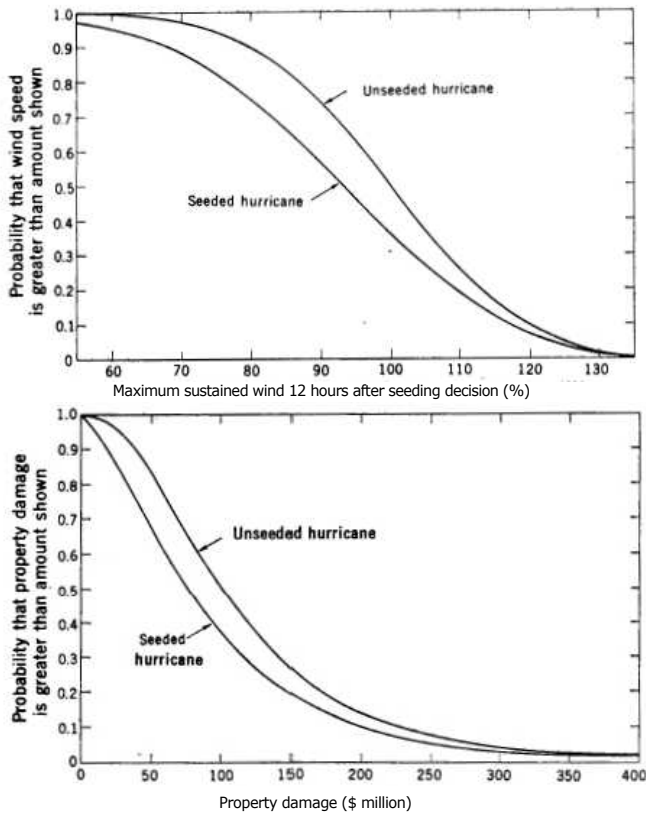 Probability that wind speed
is greater than amount shown
1.0
0.9
0.8
0.7
0.6
0.5
0.4
0.3
0.2
0.1
0
Unseeded hurricane
Seeded hurricane
60 70 80 90 100 110 120 130
Maximum sustained wind 12 hours after seeding decision (%)
Probability that property damage
is greater than amount shown
1.0
0.9
0.8
0.7
0.6
0.5
0.4
0.3
0.2
0.1
0
Unseeded hurricane
Seeded
hurricane
0 50 100 150 200 250 300 350 400
Property damage ($ million)